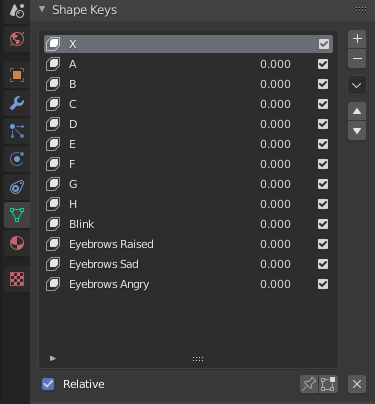 Shape Keys
X
A 0.000
B 0.000
C 0.000
D 0.000
E 0.000
F 0.000
G 0.000
H 0.000
Blink 0.000
Eyebrows Raised 0.000
Eyebrows Sad 0.000
Eyebrows Angry 0.000
Relative